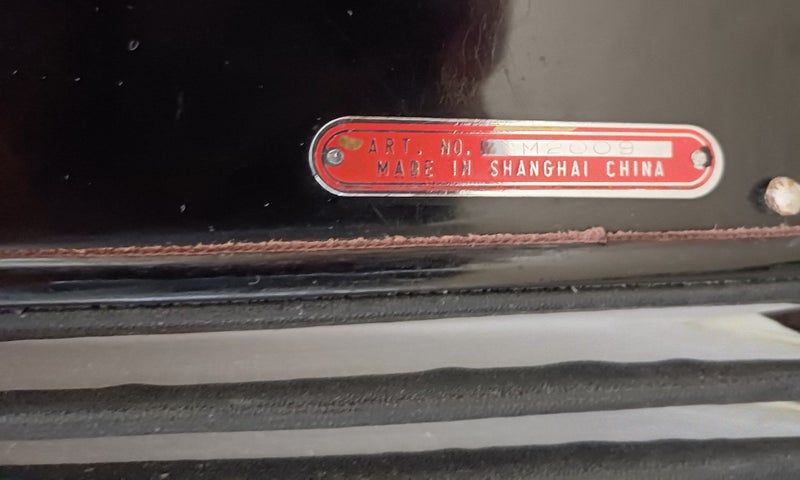 ART. NO. M2009
MADE IN SHANGHAI CHINA